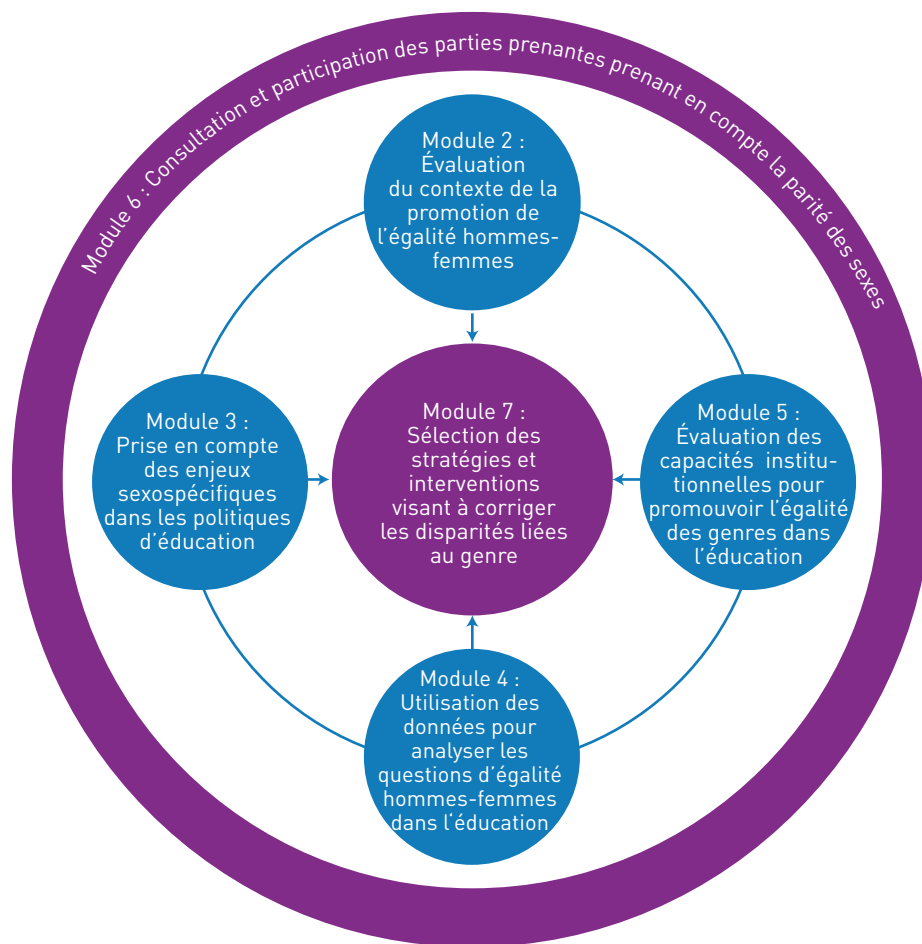 Module 6 : Consultation et participation des parties prenantes prenant en compte la parité des sexes
Module 2 :
Évaluation
du contexte de la
promotion de
l’égalité hommes-
femmes
Module 3 :
Prise en compte
des enjeux
sexospécifiques
dans les politiques
d’éducation
Module 7 :
Sélection des
stratégies et
interventions
visant à corriger
les disparités liées
au genre
Module 5 :
Évaluation des
capacités institu-
tionnelles pour
promouvoir l’égalité
des genres dans
l’éducation
Module 4 :
Utilisation des
données pour
analyser les
questions d’égalité
hommes-femmes
dans l’éducation